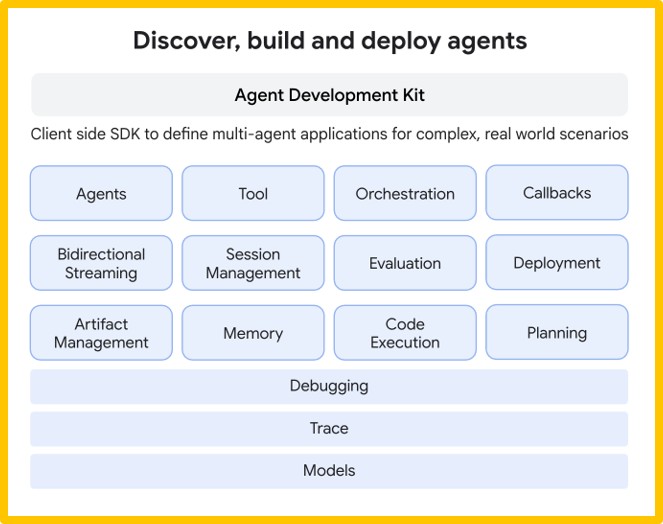 Discover, build and deploy agents
Agent Development Kit
Client side SDK to define multi-agent applications for complex, real world scenarios
Agents
Tool
Orchestration
Callbacks
Bidirectional
Streaming
Session
Management
Evaluation
Deployment
Artifact
Management
Memory
Code
Execution
Planning
Debugging
Trace
Models